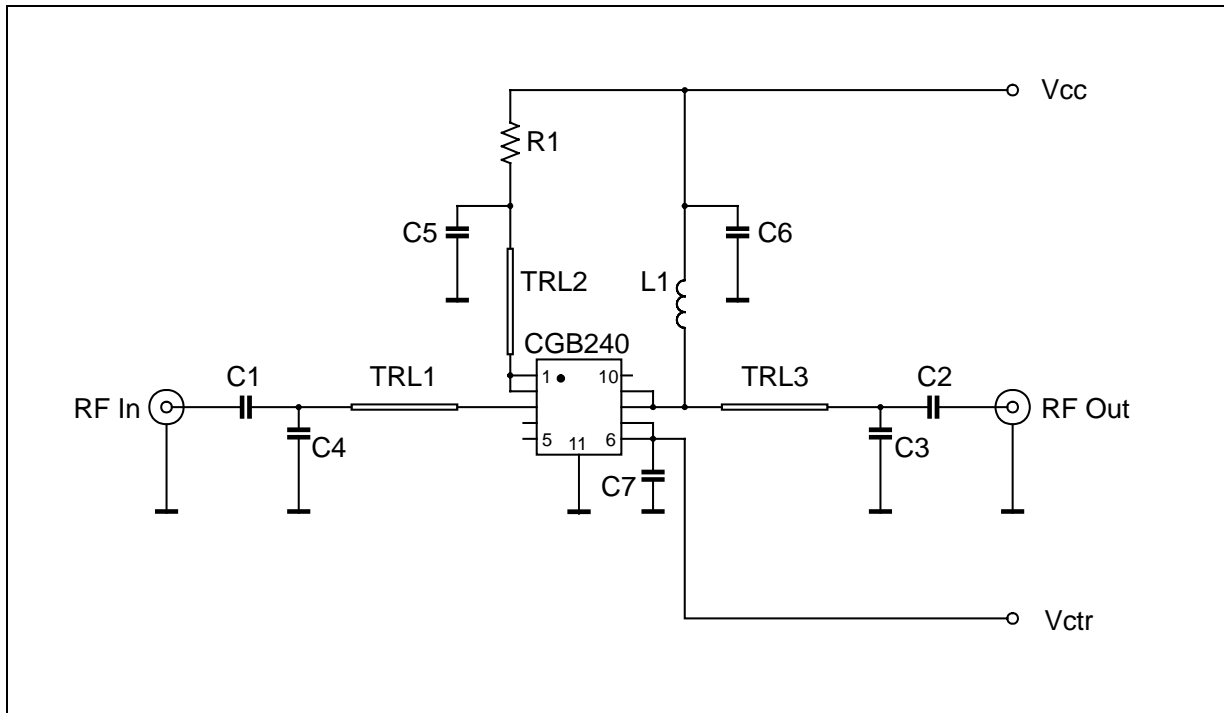 Vcc
R1
C5
C6
TRL2
L1
CGB240
1
10
C1
TRL1
TRL3
C2
RF In
RF Out
C4
5
11
6
C3
C7
Vctr